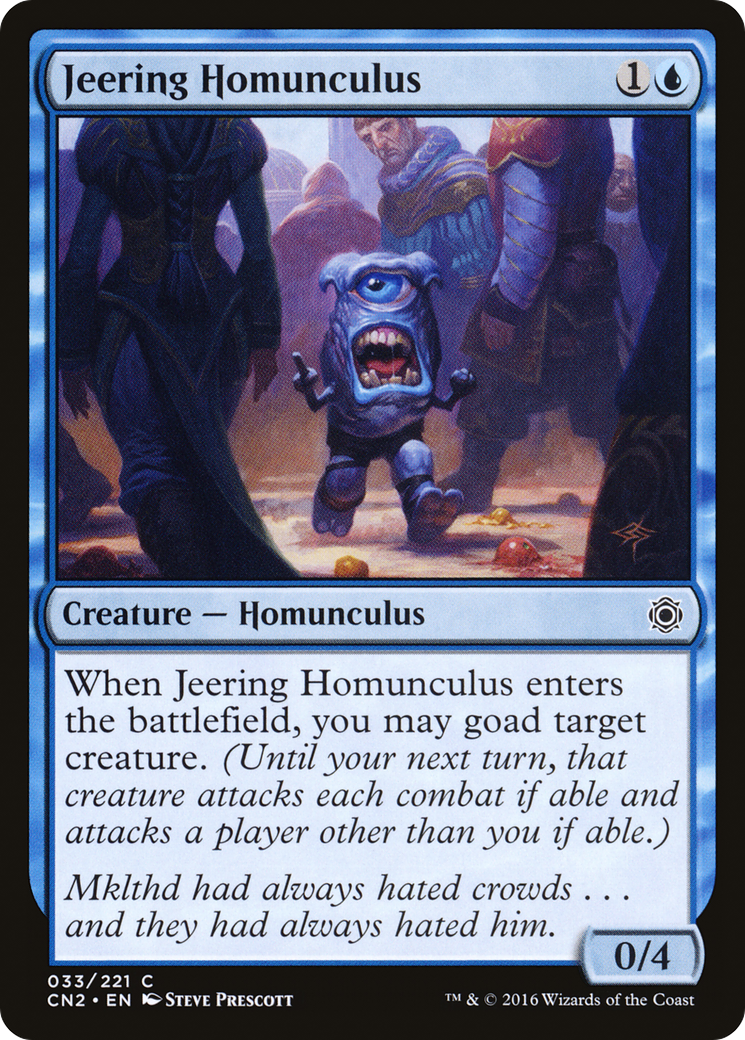 Jeering Homunculus 1
Creature — Homunculus
When Jeering Homunculus enters
the battlefield, you may goad target
creature. (Until your next turn, that
creature attacks each combat if able and
attacks a player other than you if able.)
Mklthd had always hated crowds . . .
and they had always hated him.
0/4
033/221 C
CN2 • EN Steve Prescott
™ & © 2016 Wizards of the Coast